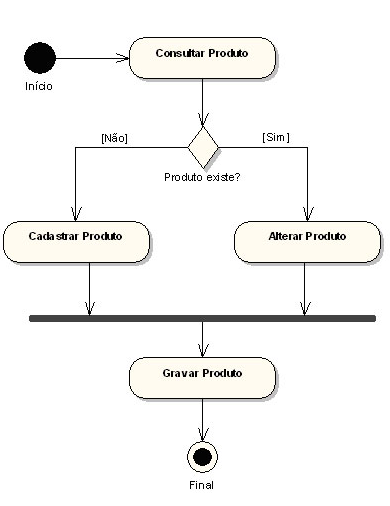 Consultar Produto
Início
[Não]
[Sim]
Produto existe?
Cadastrar Produto
Alterar Produto
Gravar Produto
Final